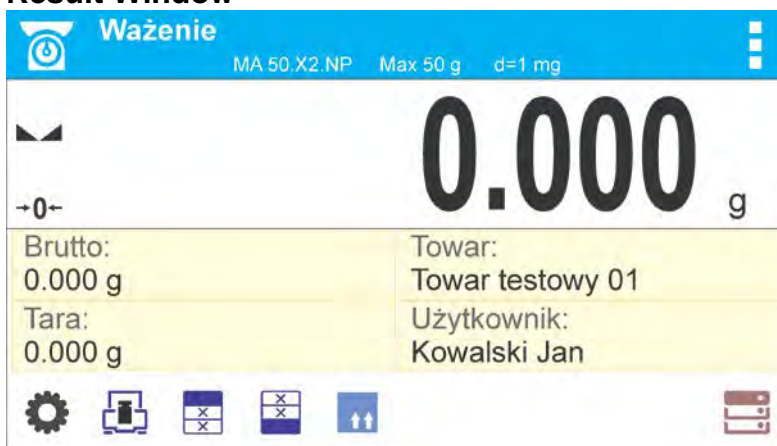 Result Window
Ważenie
MA 50.X2.NP Max 50 g d=1 mg
0.000 g
→0←
Brutto:
0.000 g
Towar:
Towar testowy 01
Tara:
0.000 g
Użytkownik:
Kowalski Jan